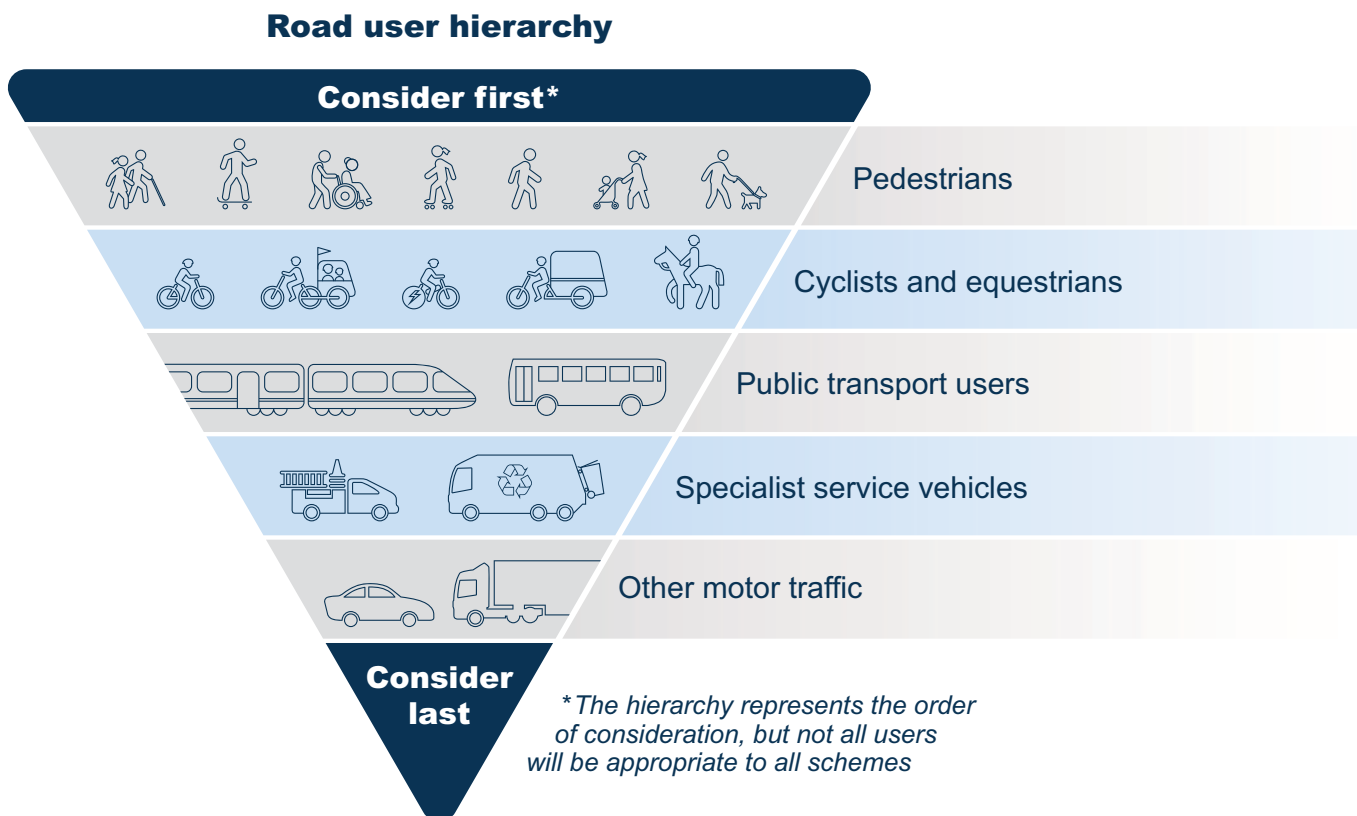 Road user hierarchy
Consider first*
Pedestrians
Cyclists and equestrians
Public transport users
Specialist service vehicles
Other motor traffic
Consider
last
*The hierarchy represents the order
of consideration, but not all users
will be appropriate to all schemes